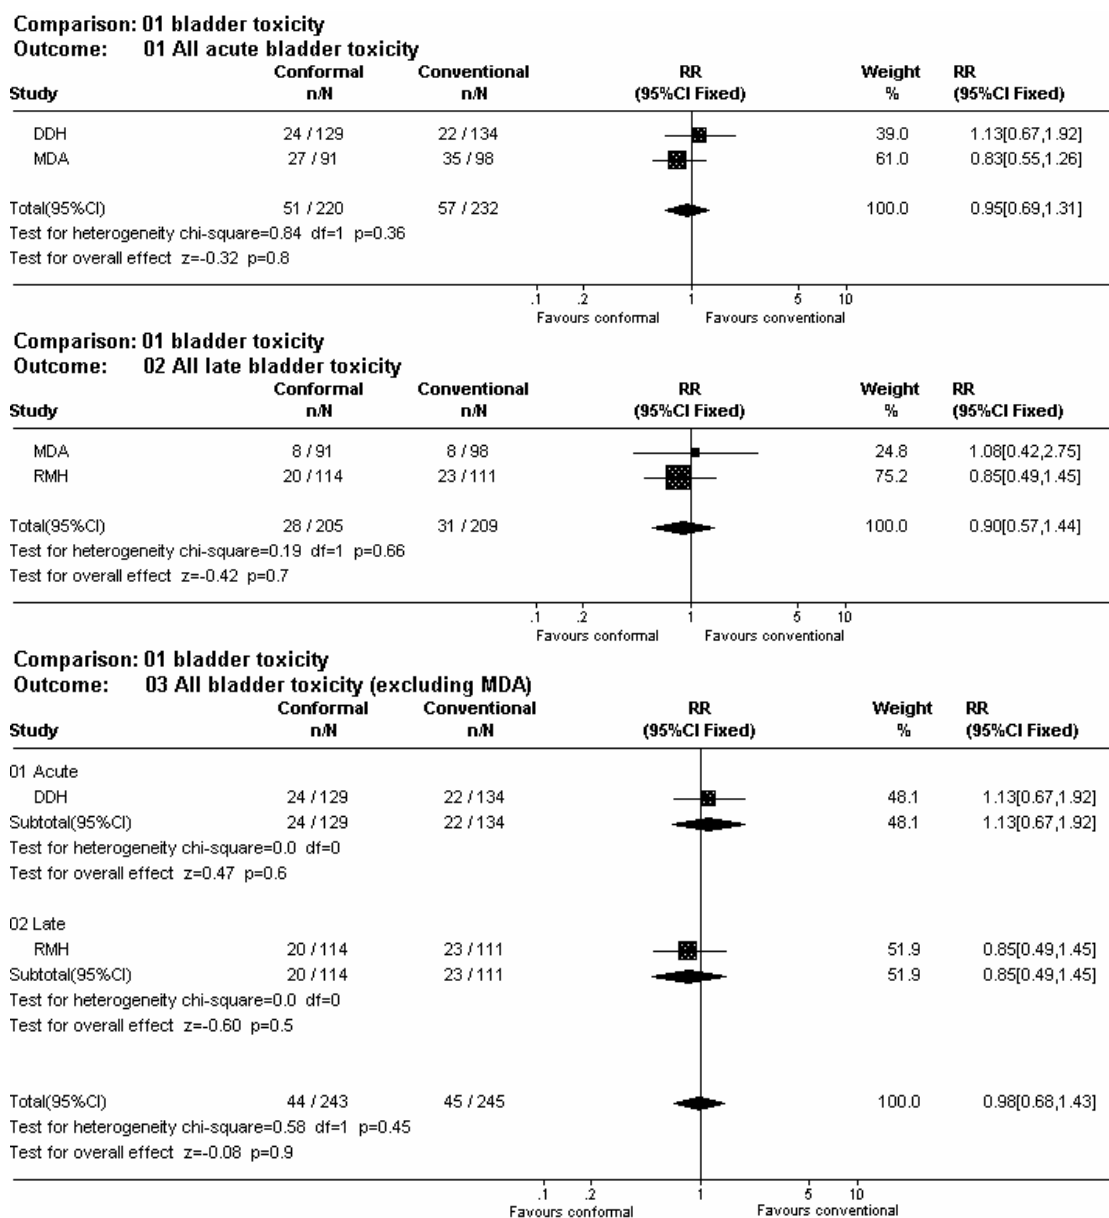 Comparison: 01 bladder toxicity
Outcome: 01 All acute bladder toxicity
Conformal Conventional RR Weight RR
Study n/N n/N (95%CI Fixed) % (95%CI Fixed)
DDH 24 / 129 22 / 134 39.0 1.13[0.67,1.92]
MDA 27 / 91 35 / 98 61.0 0.83[0.55,1.26]
Total(95%CI) 51 / 220 57 / 232 100.0 0.95[0.69,1.31]
Test for heterogeneity chi-square=0.84 df=1 p=0.36
Test for overall effect z=-0.32 p=0.8
.1 .2 1 5 10
Favours conformal Favours conventional
Comparison: 01 bladder toxicity
Outcome: 02 All late bladder toxicity
Conformal Conventional RR Weight RR
Study n/N n/N (95%CI Fixed) % (95%CI Fixed)
MDA 8 / 91 8 / 98 24.8 1.08[0.42,2.75]
RMH 20 / 114 23 / 111 75.2 0.85[0.49,1.45]
Total(95%CI) 28 / 205 31 / 209 100.0 0.90[0.57,1.44]
Test for heterogeneity chi-square=0.19 df=1 p=0.66
Test for overall effect z=-0.42 p=0.7
.1 .2 1 5 10
Favours conformal Favours conventional
Comparison: 01 bladder toxicity
Outcome: 03 All bladder toxicity (excluding MDA)
Conformal Conventional RR Weight RR
Study n/N n/N (95%CI Fixed) % (95%CI Fixed)
01 Acute
DDH 24 / 129 22 / 134 48.1 1.13[0.67,1.92]
Subtotal(95%CI) 24 / 129 22 / 134 48.1 1.13[0.67,1.92]
Test for heterogeneity chi-square=0.0 df=0
Test for overall effect z=0.47 p=0.6
02 Late
RMH 20 / 114 23 / 111 51.9 0.85[0.49,1.45]
Subtotal(95%CI) 20 / 114 23 / 111 51.9 0.85[0.49,1.45]
Test for heterogeneity chi-square=0.0 df=0
Test for overall effect z=-0.60 p=0.5
Total(95%CI) 44 / 243 45 / 245 100.0 0.98[0.68,1.43]
Test for heterogeneity chi-square=0.58 df=1 p=0.45
Test for overall effect z=-0.08 p=0.9
.1 .2 1 5 10
Favours conformal Favours conventional